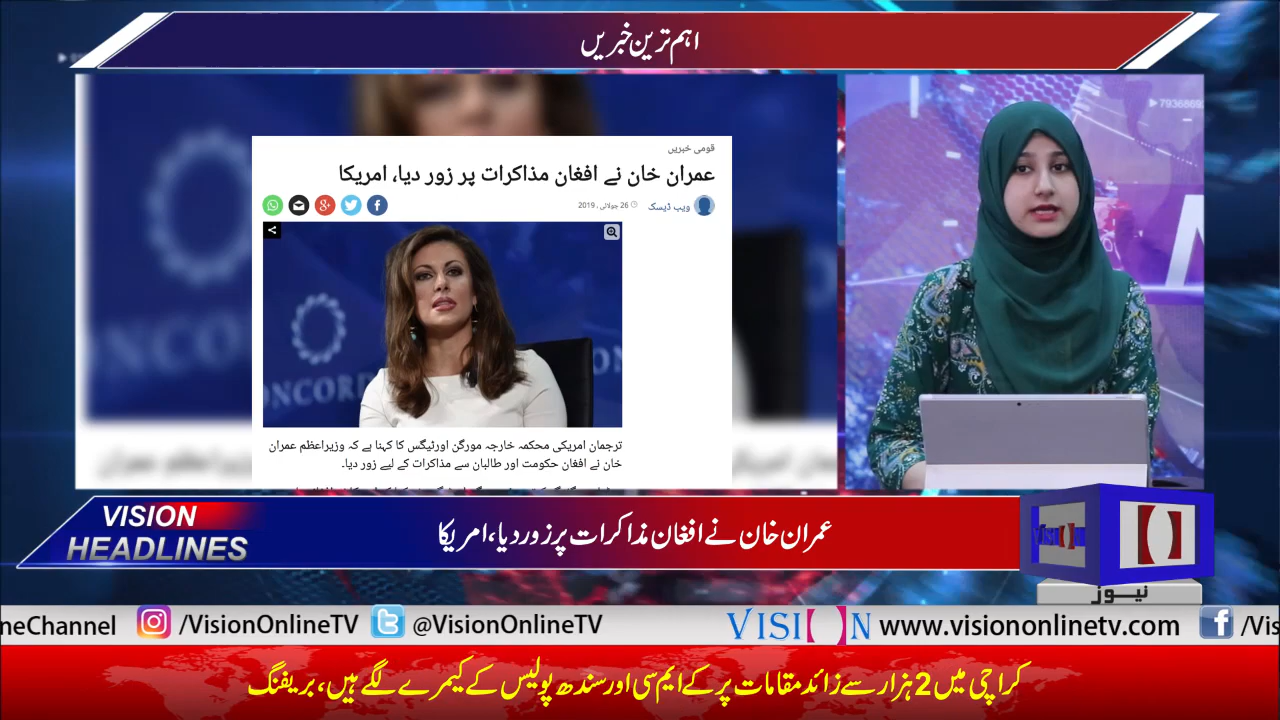 اہم ترین خبریں
قومی خبریں
عمران خان نے افغان مذاکرات پر زور دیا، امریکا
ویب ڈیسک
26 جولائی ، 2019
ONCORD
ترجمان امریکی محکمہ خارجہ مورگن اورٹیگس کا کہنا ہے کہ وزیراعظم عمران
خان نے افغان حکومت اور طالبان سے مذاکرات کے لیے زور دیا۔
VISION
HEADLINES
عمران خان نے افغان مذاکرات پر زور دیا، امریکا
VISION
نیوز
neChannel /VisionOnlineTV @VisionOnlineTV VISION www.visiononlinetv.com /Vis
کراچی میں 2 ہزار سے زائد مقامات پر کے ایم سی اور سندھ پولیس کے کیمرے لگے ہیں، بریفنگ